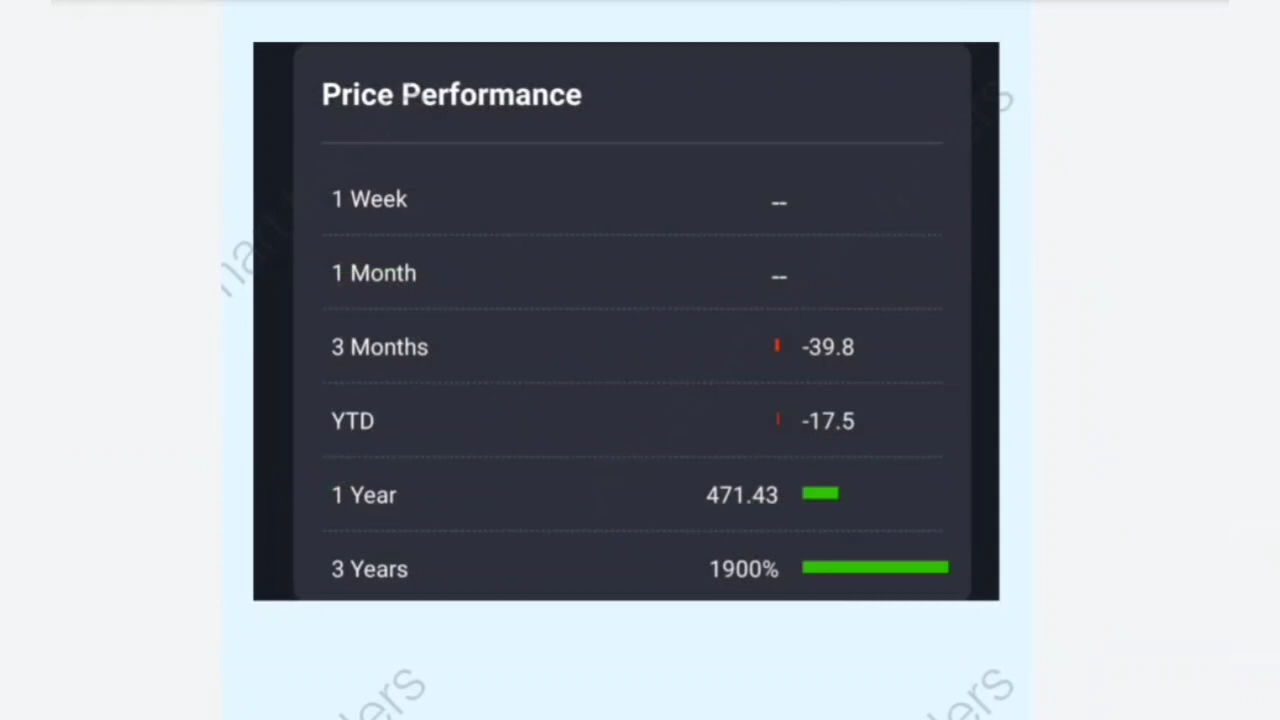 Price Performance
1 Week --
1 Month --
3 Months -39.8
YTD -17.5
1 Year 471.43
3 Years 1900%